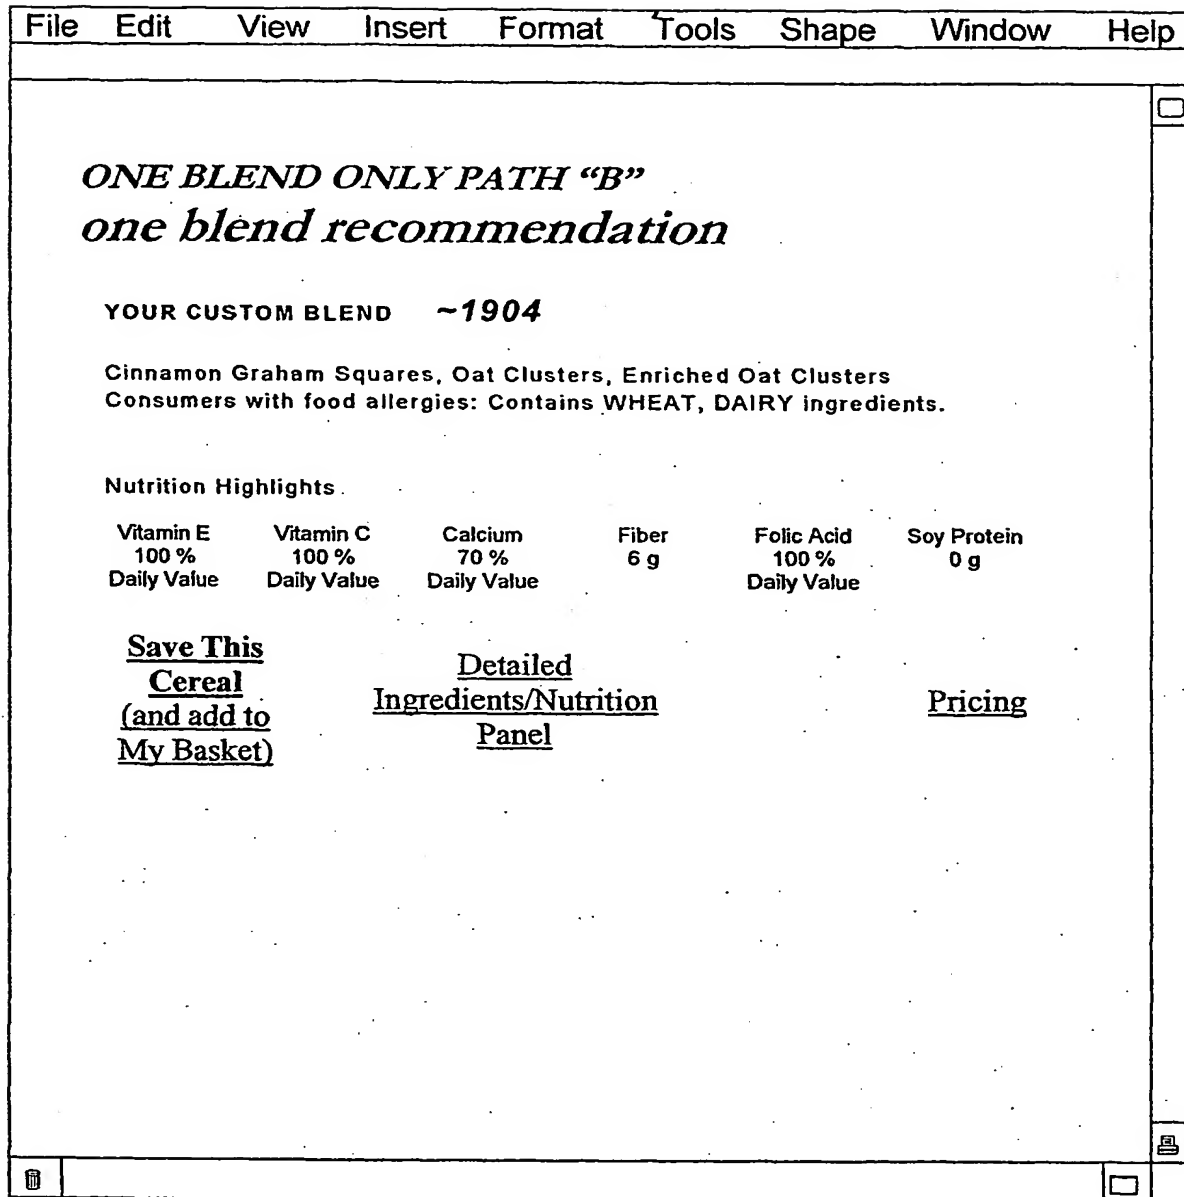 File Edit View Insert Format Tools Shape Window Help
ONE BLEND ONLY PATH “B”
one blend recommendation
YOUR CUSTOM BLEND ~1904
Cinnamon Graham Squares, Oat Clusters, Enriched Oat Clusters
Consumers with food allergies: Contains WHEAT, DAIRY ingredients.
Nutrition Highlights
Vitamin E Vitamin C Calcium Fiber Folic Acid Soy Protein
100 % 100 % 70 % 6 g 100 % 0 g
Daily Value Daily Value Daily Value Daily Value
Save This
Cereal
(and add to
My Basket)
Detailed
Ingredients/Nutrition
Panel
Pricing